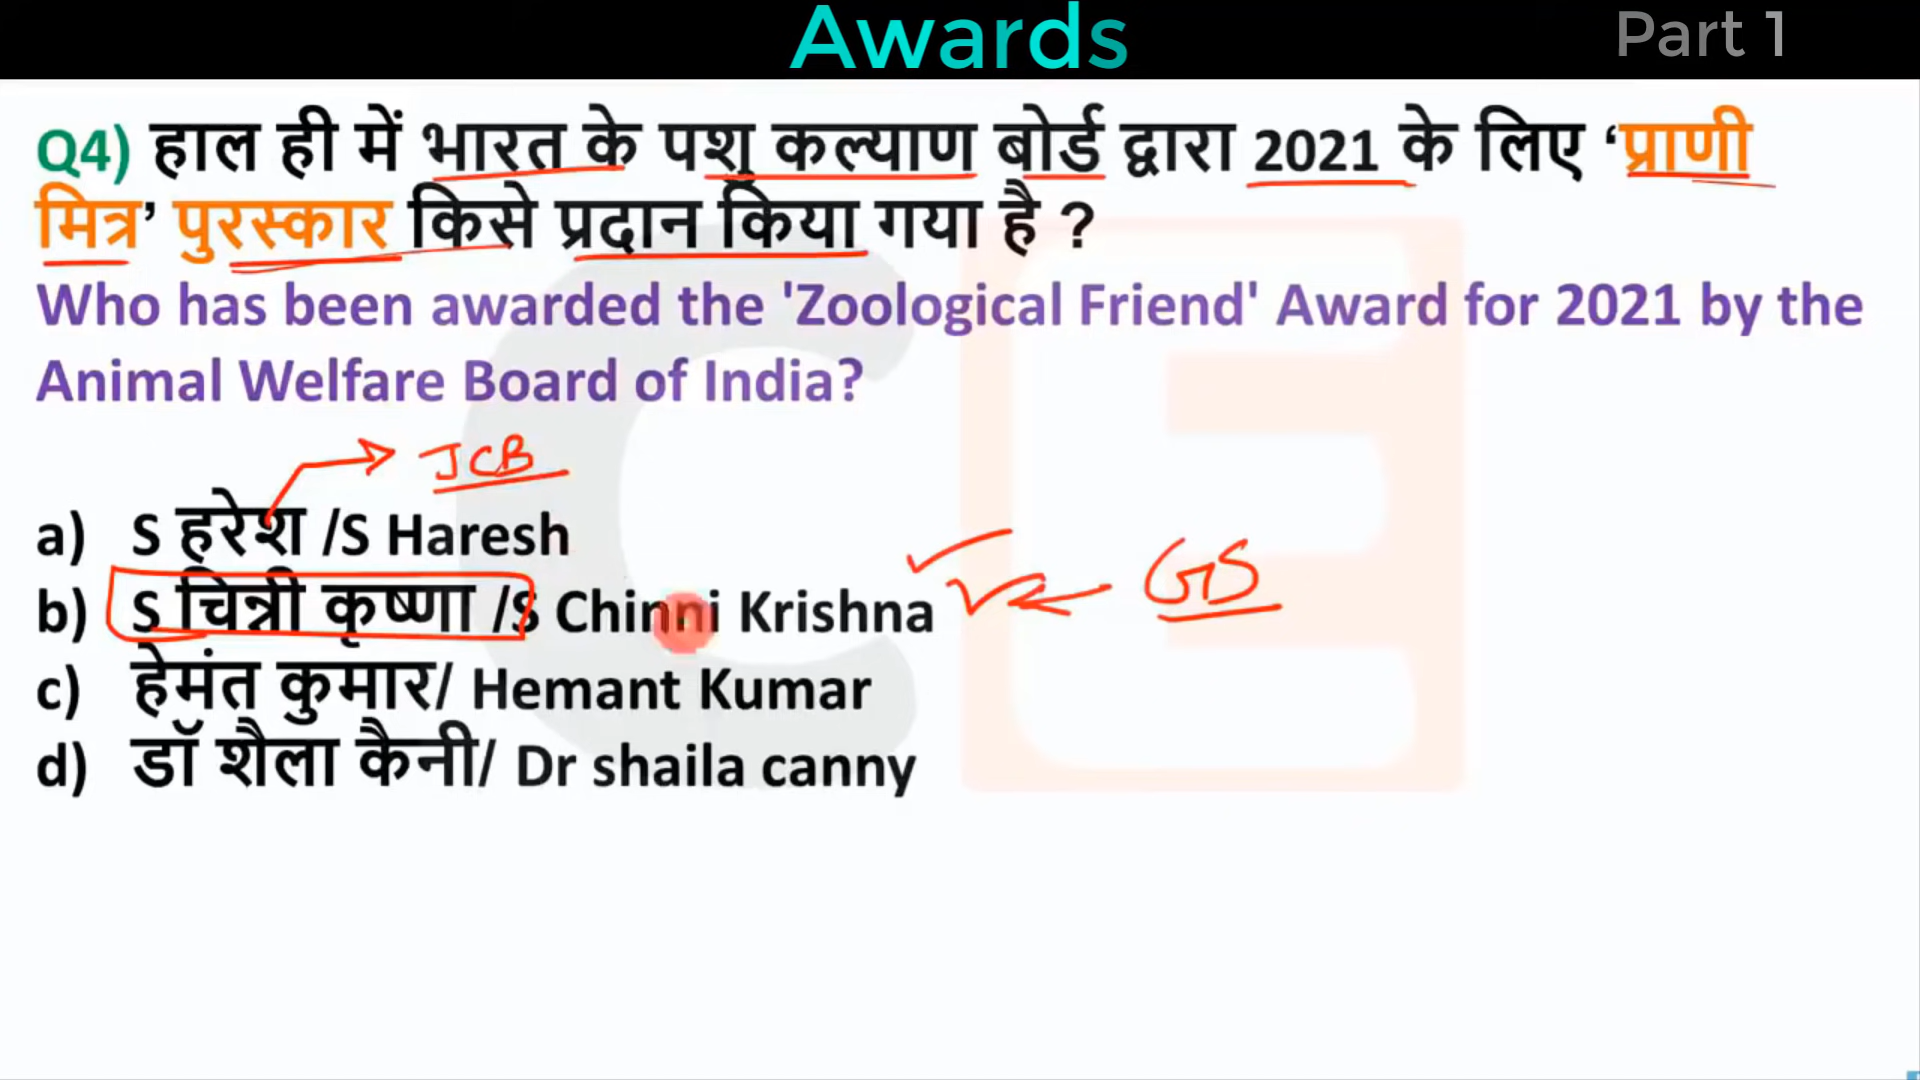 Awards
Part 1
Q4) हाल ही में भारत के पशु कल्याण बोर्ड द्वारा 2021 के लिए ‘प्राणी
मित्र’ पुरस्कार किसे प्रदान किया गया है ?
Who has been awarded the 'Zoological Friend' Award for 2021 by the
Animal Welfare Board of India?
JCB
a) S हरेश /S Haresh
b) S चिन्नी कृष्णा /S Chinni Krishna
GS
c) हेमंत कुमार/ Hemant Kumar
d) डॉ शैला कैनी/ Dr shaila canny
CE